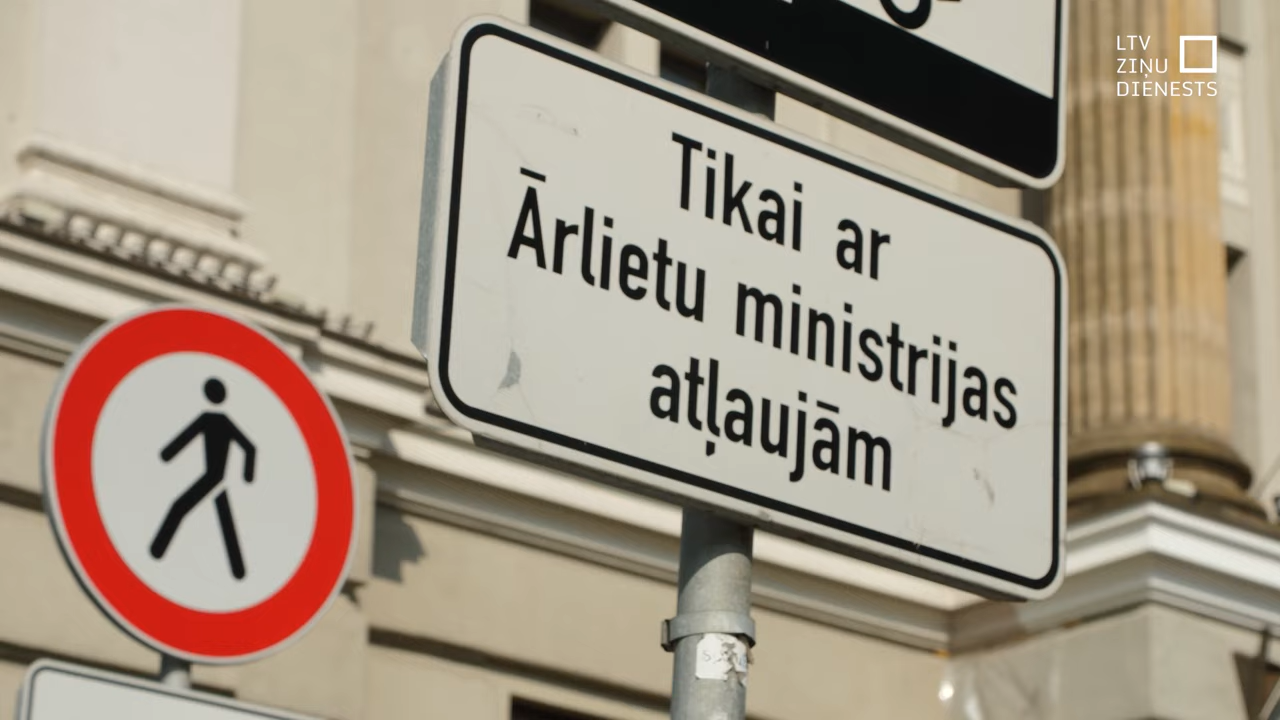 LTV
ZIŅU
DIENESTS
Tikai ar
Ārlietu ministrijas
atļaujām